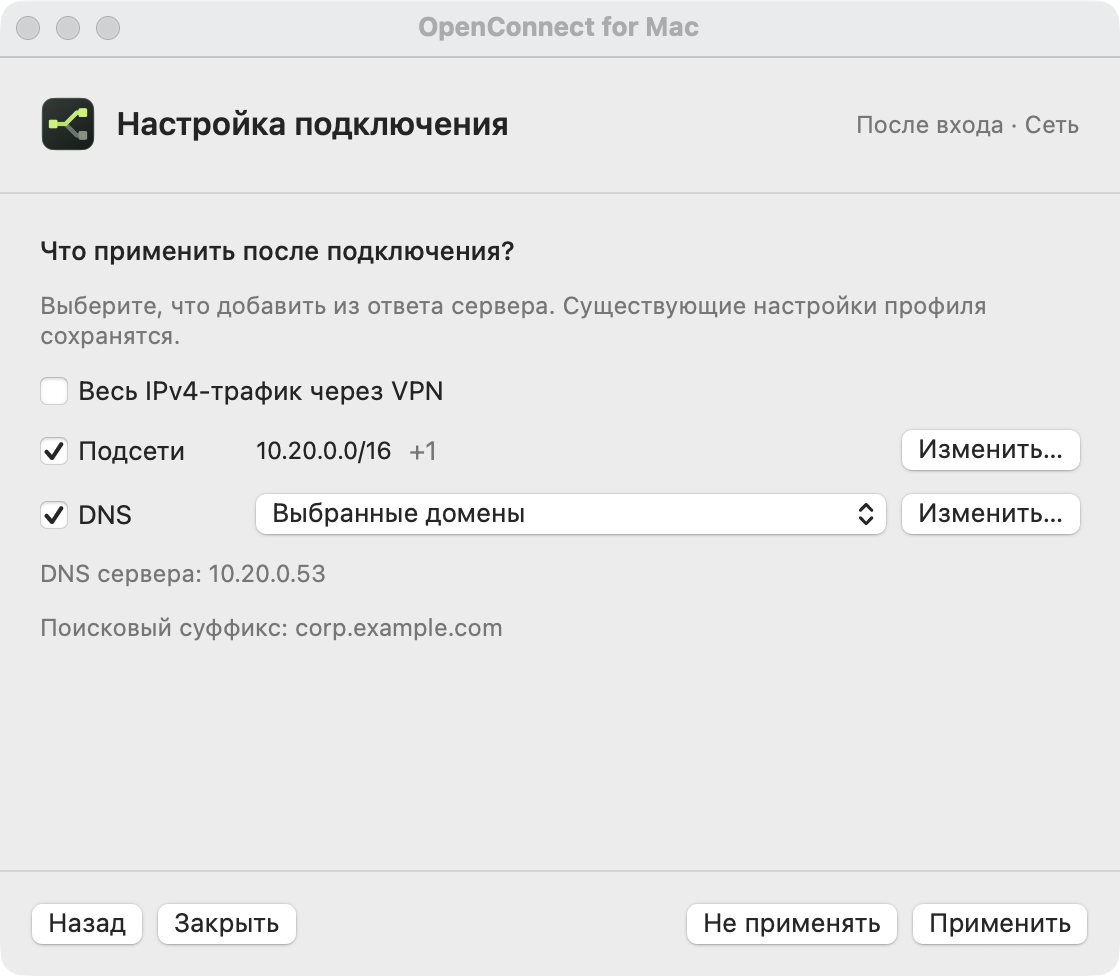 OpenConnect for Mac
Настройка подключения
После входа · Сеть
Что применить после подключения?
Выберите, что добавить из ответа сервера. Существующие настройки профиля
сохранятся.
Весь IPv4-трафик через VPN
Подсети 10.20.0.0/16 +1 Изменить...
DNS Выбранные домены Изменить...
DNS сервера: 10.20.0.53
Поисковый суффикс: corp.example.com
Назад Закрыть Не применять Применить